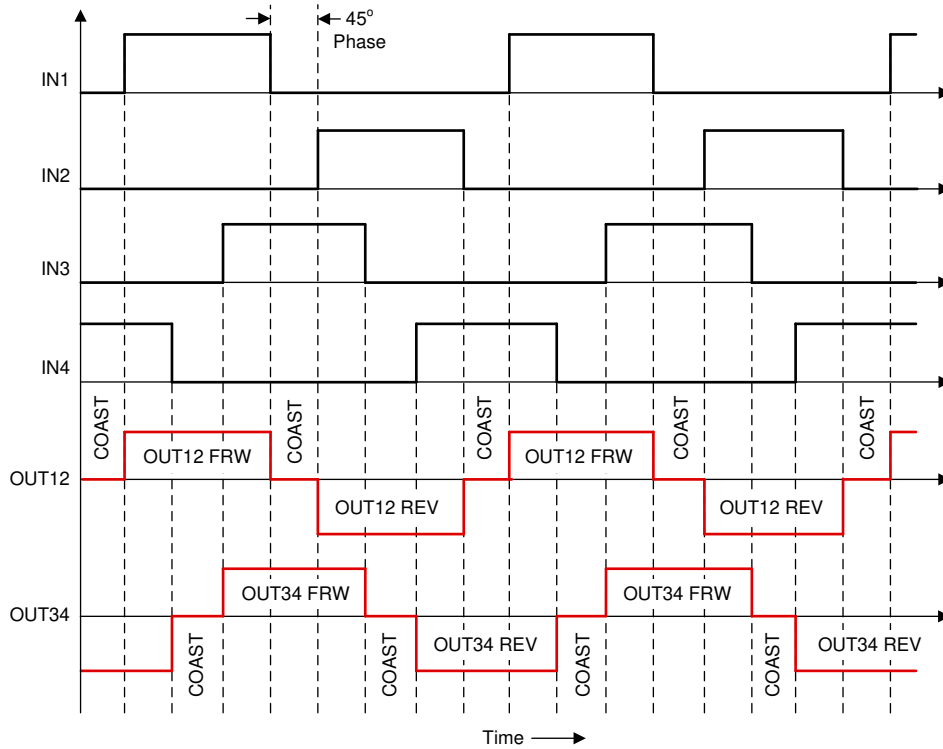 45° Phase
IN1
IN2
IN3
IN4
COAST
COAST
COAST
COAST
COAST
OUT12 FRW
OUT12 FRW
OUT12
OUT12 REV
OUT12 REV
OUT34 FRW
OUT34 FRW
OUT34
COAST
COAST
OUT34 REV
COAST
COAST
OUT34 REV
Time